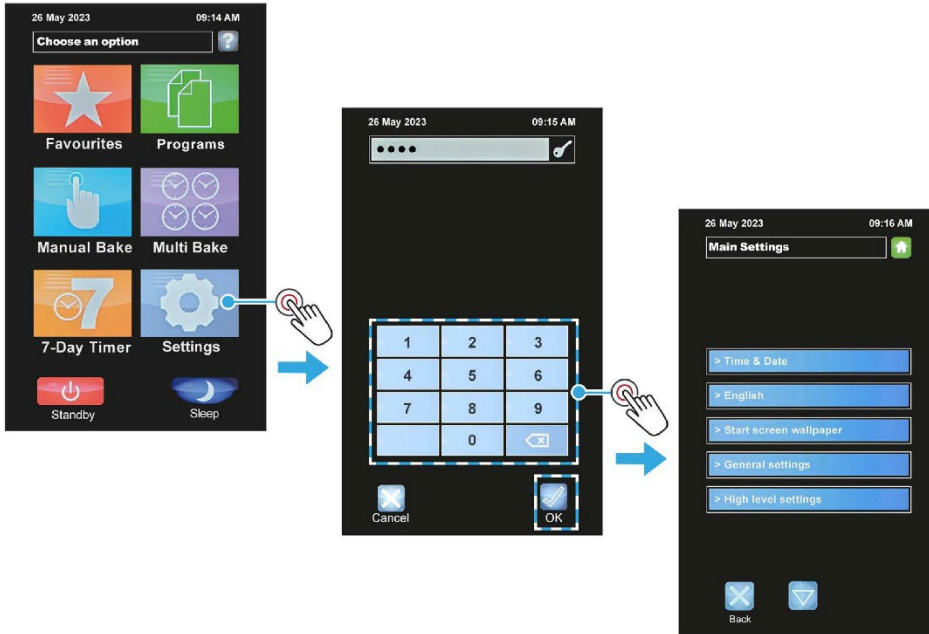 26 May 2023 09:14 AM
Choose an option ?
Favourites Programs
Manual Bake Multi Bake
7
7-Day Timer Settings
Standby Sleep
26 May 2023 09:15 AM
••••
1 2 3
4 5 6
7 8 9
0
Cancel OK
26 May 2023 09:16 AM
Main Settings
> Time & Date
> English
> Start screen wallpaper
> General settings
> High level settings
Back